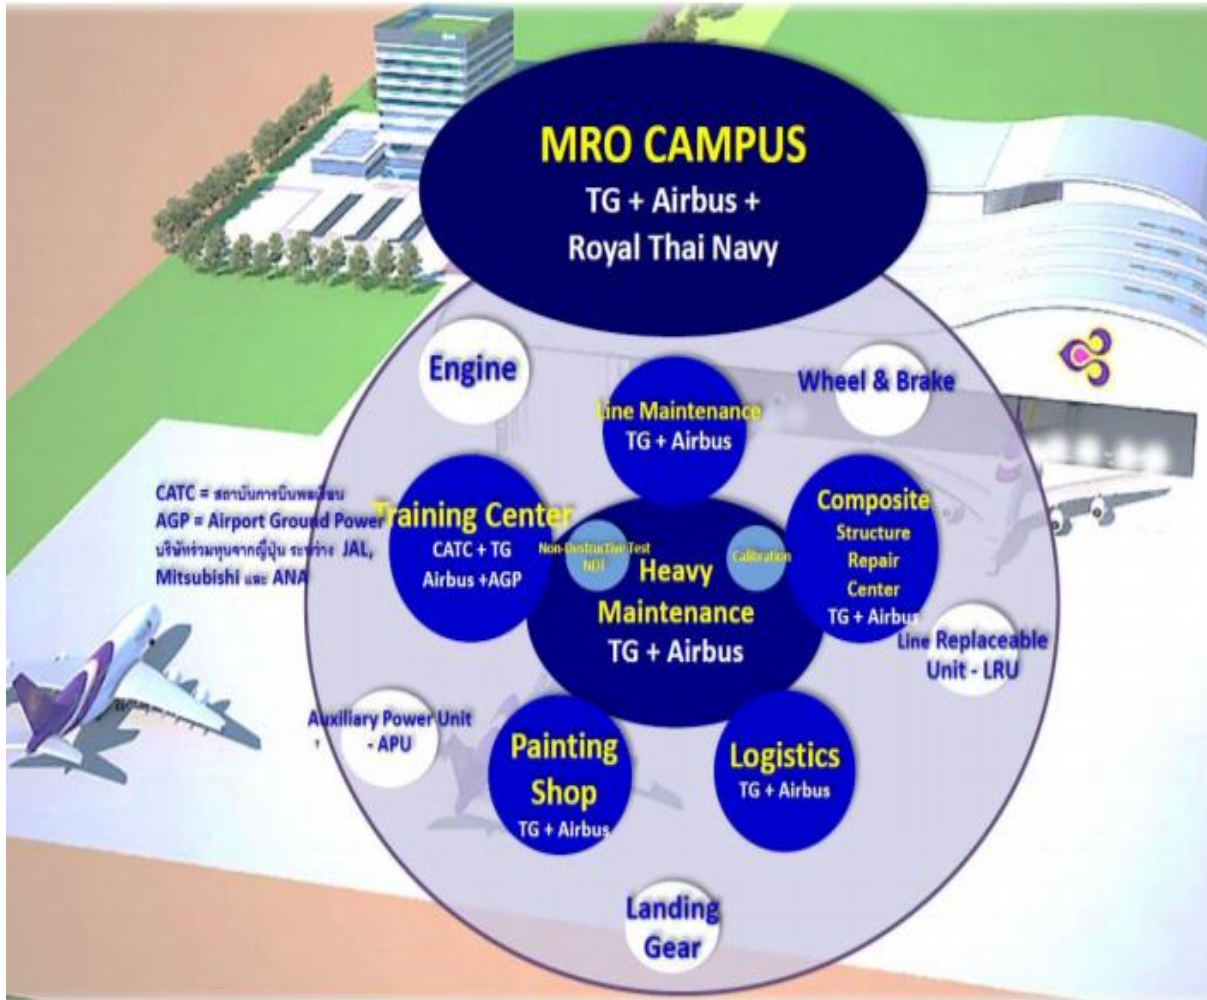 MRO CAMPUS
TG + Airbus +
Royal Thai Navy
Engine
Wheel & Brake
Line Maintenance
TG + Airbus
CATC = สถาบันการบินพลเรือน
AGP = Airport Ground Power
บริษัทร่วมทุนจากญี่ปุ่น ระหว่าง JAL,
Mitsubishi และ ANA
Training Center
CATC + TG
Airbus +AGP
Non-Destructive Test
NDT
Calibration
Heavy
Maintenance
TG + Airbus
Composite
Structure
Repair
Center
TG + Airbus
Line Replaceable
Unit - LRU
Auxiliary Power Unit
- APU
Painting
Shop
TG + Airbus
Logistics
TG + Airbus
Landing
Gear